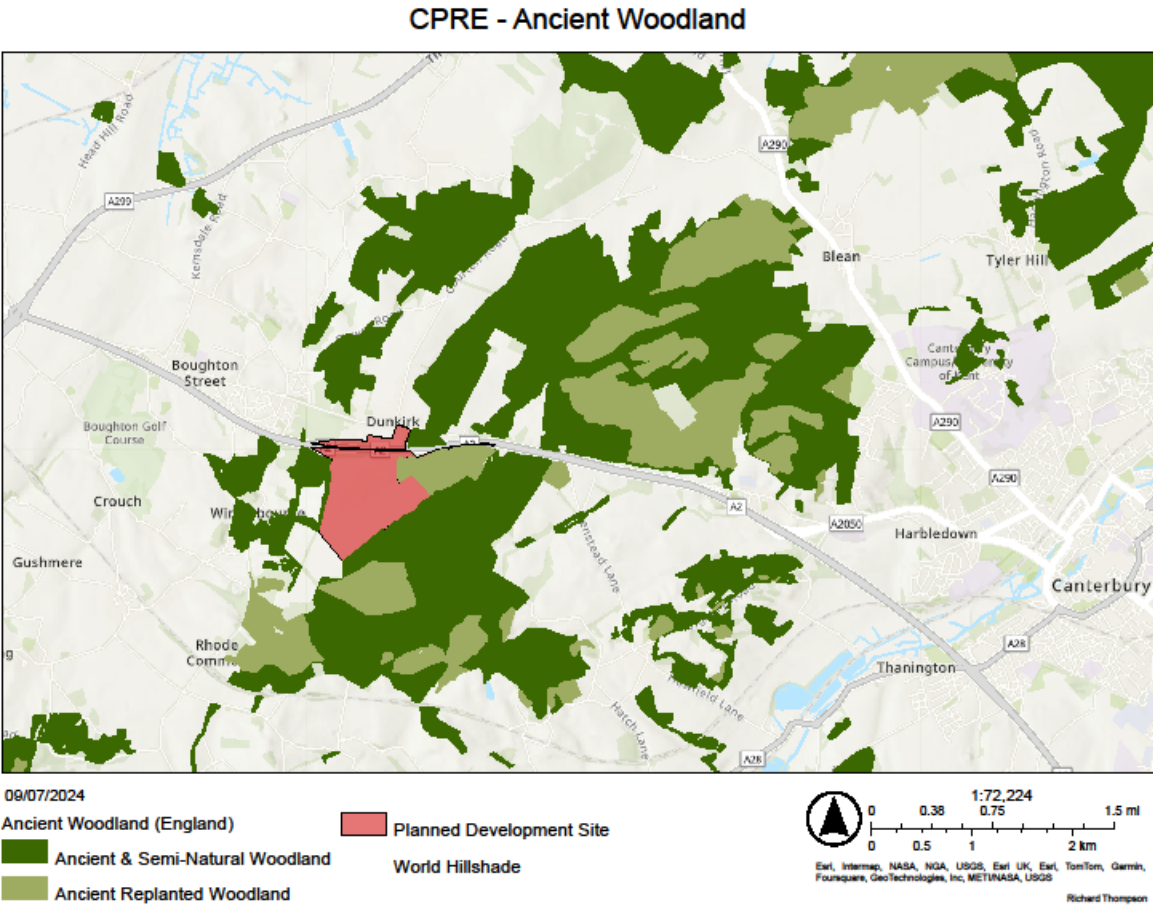 CPRE - Ancient Woodland
Head Hill Road
A299
Kemsdale Road
A290
Blean
Tyler Hill
Boughton
Street
Boughton Golf
Course
Dunkirk
A2
A290
Crouch
A290
A2
A2050
Harbledown
Gushmere
Canterbury
Rhode
A28
Thanington
Hatch Lane
A28
09/07/2024
Ancient Woodland (England)
Ancient & Semi-Natural Woodland
Ancient Replanted Woodland
Planned Development Site
World Hillshade
1:72,224
0 0.38 0.75 1.5 mi
0 0.5 1 2 km
Esri, Intermap, NASA, NGA, USGS, Esri UK, Esri, TomTom, Garmin,
Foursquare, GeoTechnologies, Inc, METI/NASA, USGS
Richard Thompson